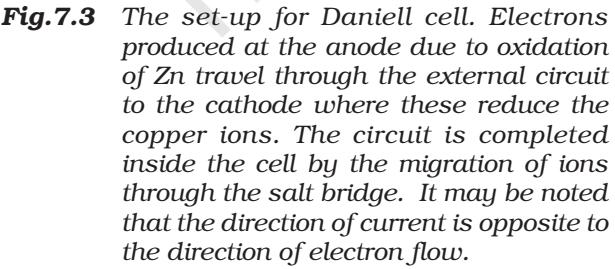 Fig.7.3 The set-up for Daniell cell. Electrons
produced at the anode due to oxidation
of Zn travel through the external circuit
to the cathode where these reduce the
copper ions. The circuit is completed
inside the cell by the migration of ions
through the salt bridge. It may be noted
that the direction of current is opposite to
the direction of electron flow.